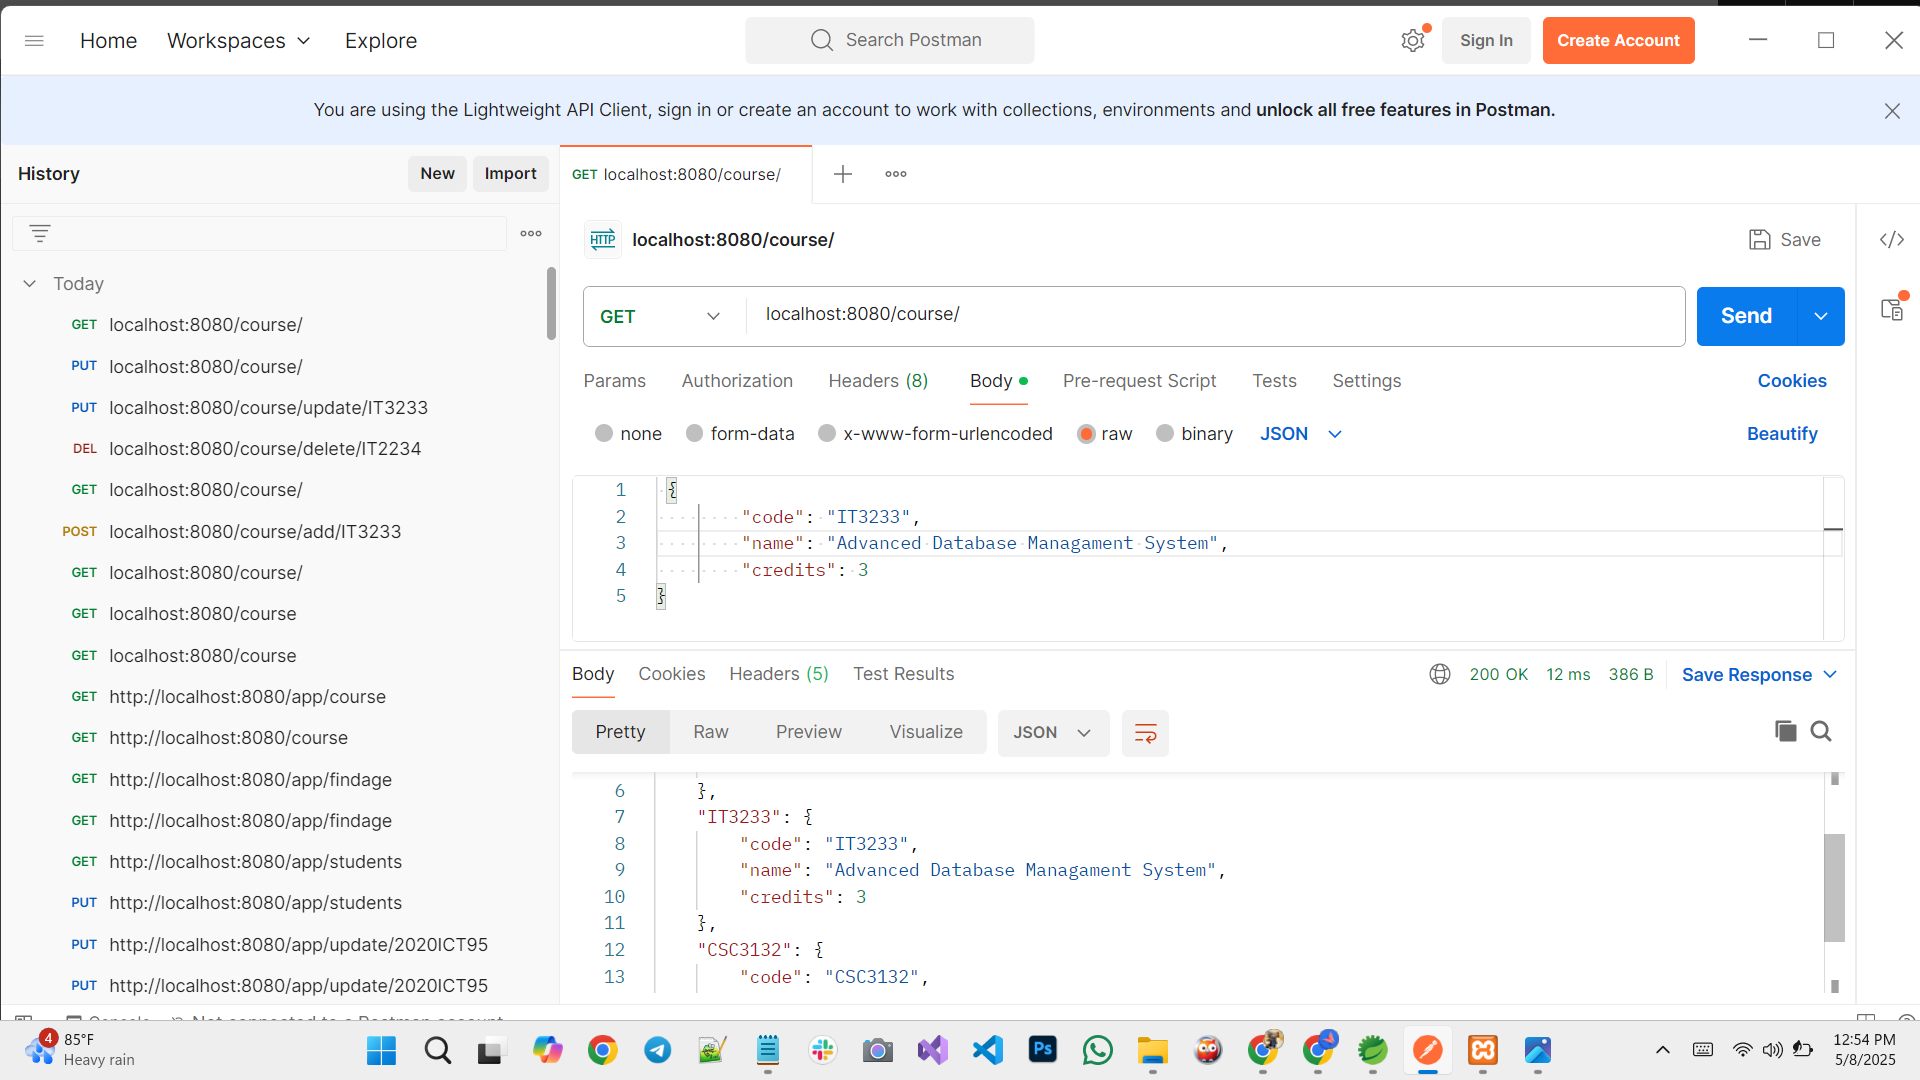 Home Workspaces Explore
Search Postman
Sign In Create Account
You are using the Lightweight API Client, sign in or create an account to work with collections, environments and unlock all free features in Postman.
History New Import
GET localhost:8080/course/
HTTP localhost:8080/course/ Save
Today
GET localhost:8080/course/
PUT localhost:8080/course/
PUT localhost:8080/course/update/IT3233
DEL localhost:8080/course/delete/IT2234
GET localhost:8080/course/
POST localhost:8080/course/add/IT3233
GET localhost:8080/course/
GET localhost:8080/course
GET localhost:8080/course
GET http://localhost:8080/app/course
GET http://localhost:8080/course
GET http://localhost:8080/app/findage
GET http://localhost:8080/app/findage
GET http://localhost:8080/app/students
PUT http://localhost:8080/app/students
PUT http://localhost:8080/app/update/2020ICT95
PUT http://localhost:8080/app/update/2020ICT95
GET localhost:8080/course/ Send
Params Authorization Headers (8) Body Pre-request Script Tests Settings Cookies
none form-data x-www-form-urlencoded raw binary JSON Beautify
1 {
2 "code": "IT3233",
3 "name": "Advanced Database Managament System",
4 "credits": 3
5 }
Body Cookies Headers (5) Test Results 200 OK 12 ms 386 B Save Response
Pretty Raw Preview Visualize JSON
6 },
7 "IT3233": {
8 "code": "IT3233",
9 "name": "Advanced Database Managament System",
10 "credits": 3
11 },
12 "CSC3132": {
13 "code": "CSC3132",
Console Not connected to a Postman account
4 85°F
Heavy rain
Ps
12:54 PM
5/8/2025